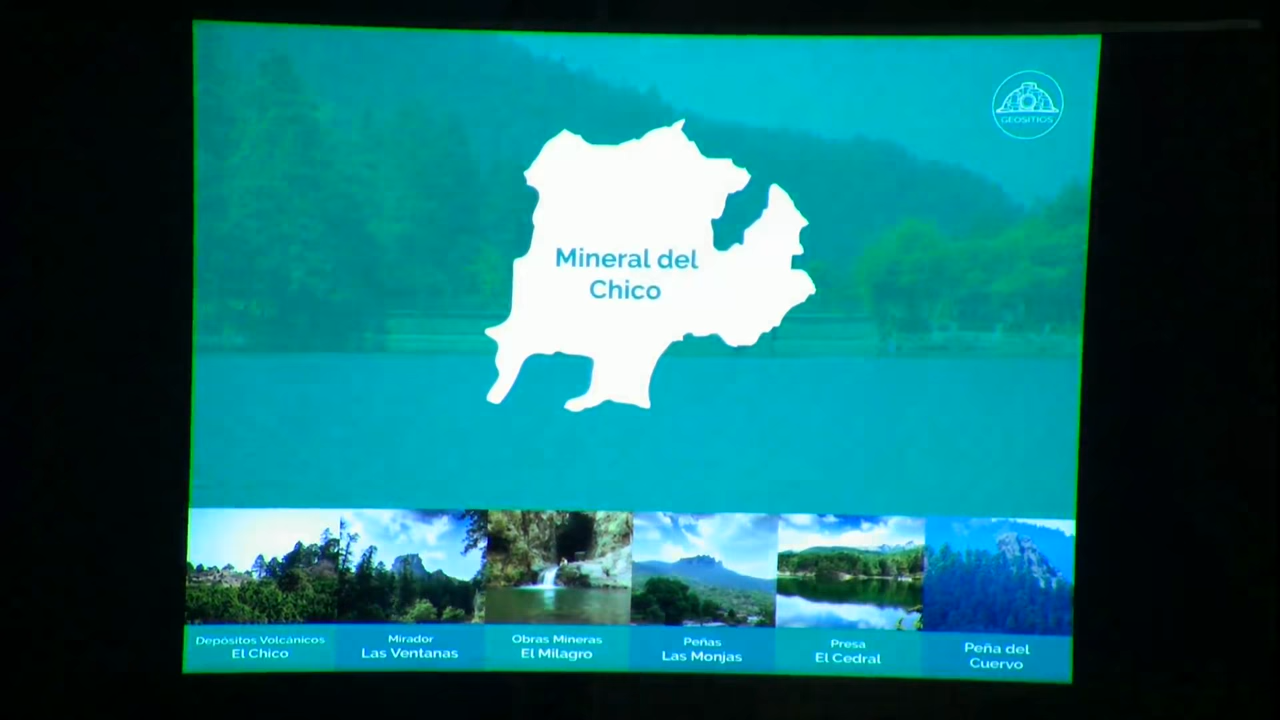 GEOSITIOS
Mineral del
Chico
Depósitos Volcánicos
El Chico
Mirador
Las Ventanas
Obras Mineras
El Milagro
Peñas
Las Monjas
Presa
El Cedral
Peña del
Cuervo